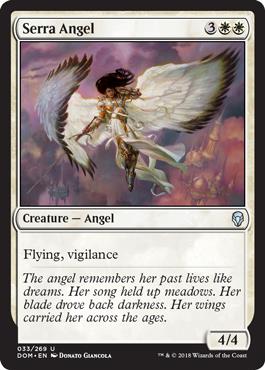 Serra Angel 3
Creature — Angel
Flying, vigilance
The angel remembers her past lives like
dreams. Her song held up meadows. Her
blade drove back darkness. Her wings
carried her across the ages.
4/4
033/269 U
DOM • EN Donato Giancola
™ & © 2018 Wizards of the Coast